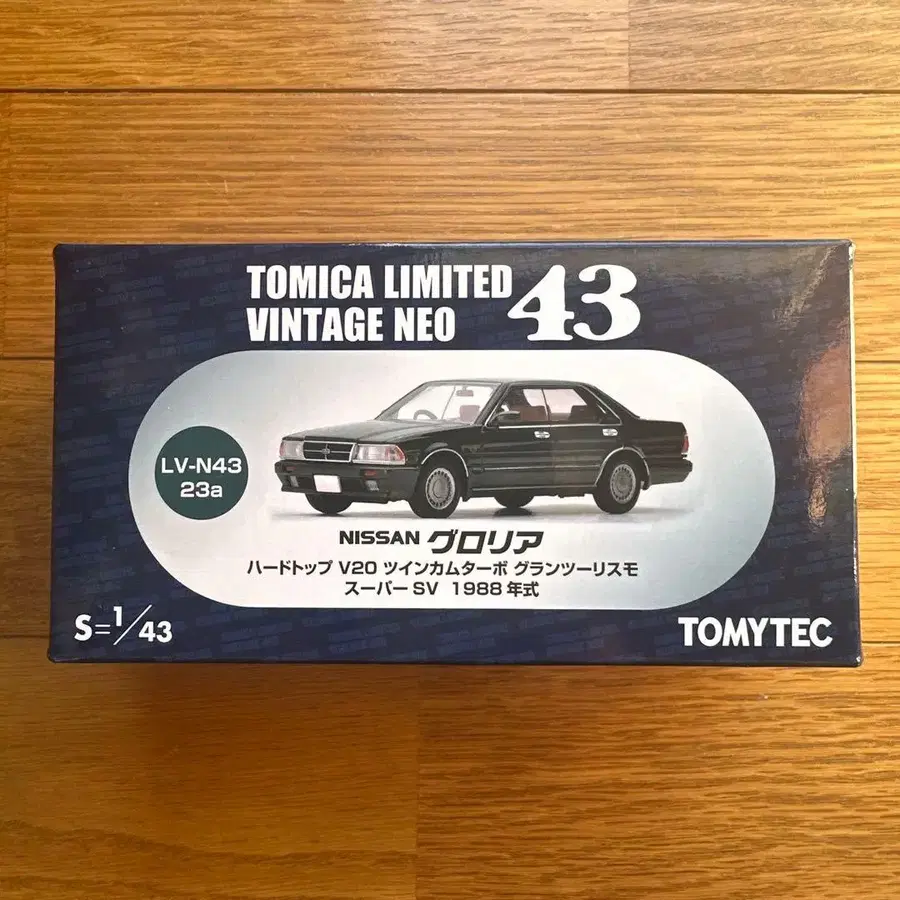 TOMICA LIMITED
VINTAGE NEO 43
LV-N43
23a
NISSAN グロリア
ハードトップ V20 ツインカムターボ グランツーリスモ
スーパー SV 1988 年式
S=1/43
TOMYTEC